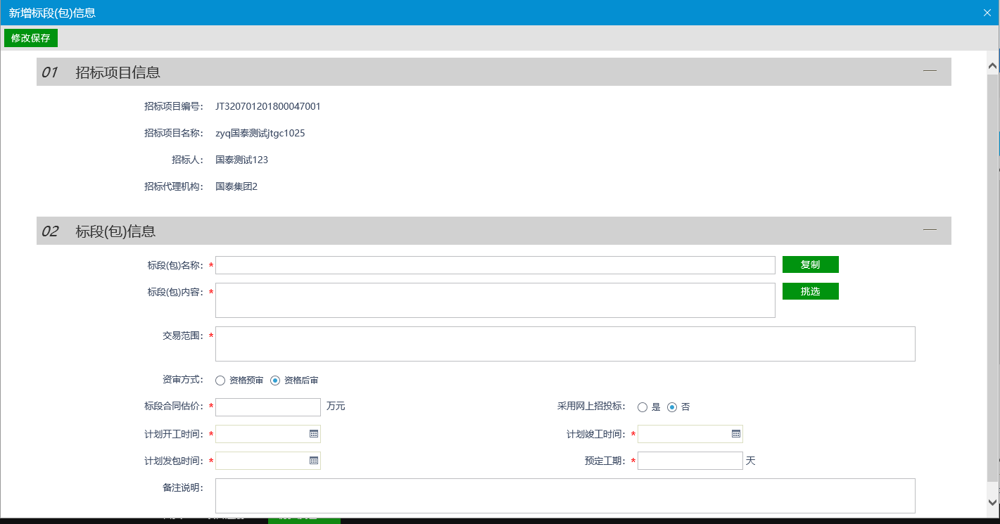 新增标段(包)信息
修改保存
01 招标项目信息
招标项目编号： JT320701201800047001
招标项目名称： zyq国泰测试jtgc1025
招标人： 国泰测试123
招标代理机构： 国泰集团2
02 标段(包)信息
标段(包)名称： * 复制
标段(包)内容： * 挑选
交易范围： *
资审方式： 资格预审 资格后审
标段合同估价： * 万元 采用网上招投标： 是 否
计划开工时间： * 计划竣工时间： *
计划发包时间： * 预定工期： * 天
备注说明：